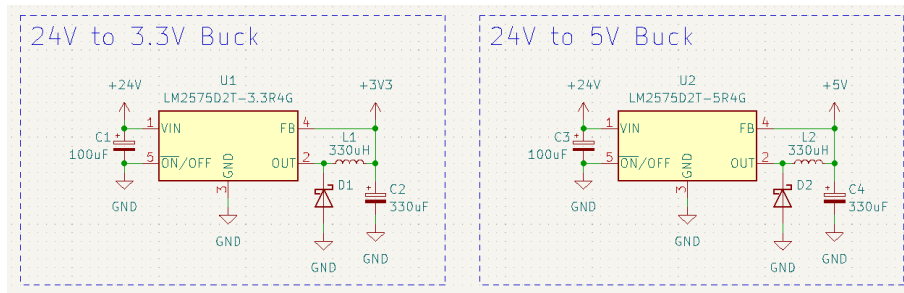 24V to 3.3V Buck
+24V
U1
LM2575D2T-3.3R4G
+3V3
1
VIN
FB
4
C1
+
100uF
5
ON/OFF
GND
OUT
2
L1
330uH
3
D1
+
C2
330uF
GND
GND
GND
GND
24V to 5V Buck
+24V
U2
LM2575D2T-5R4G
+5V
1
VIN
FB
4
C3
+
100uF
5
ON/OFF
GND
OUT
2
L2
330uH
3
D2
+
C4
330uF
GND
GND
GND
GND